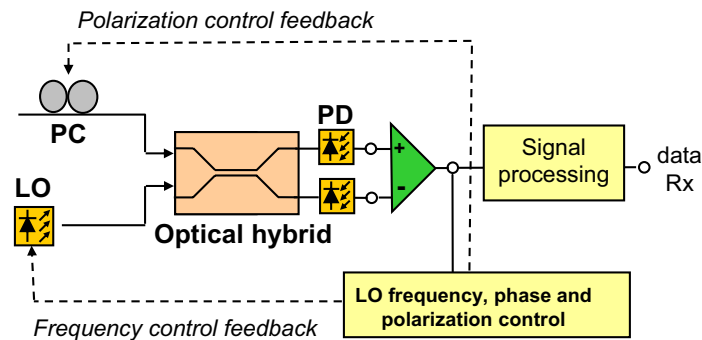 Polarization control feedback
PC
PD
LO
+
-
Signal
processing
data
Rx
Optical hybrid
LO frequency, phase and
polarization control
Frequency control feedback